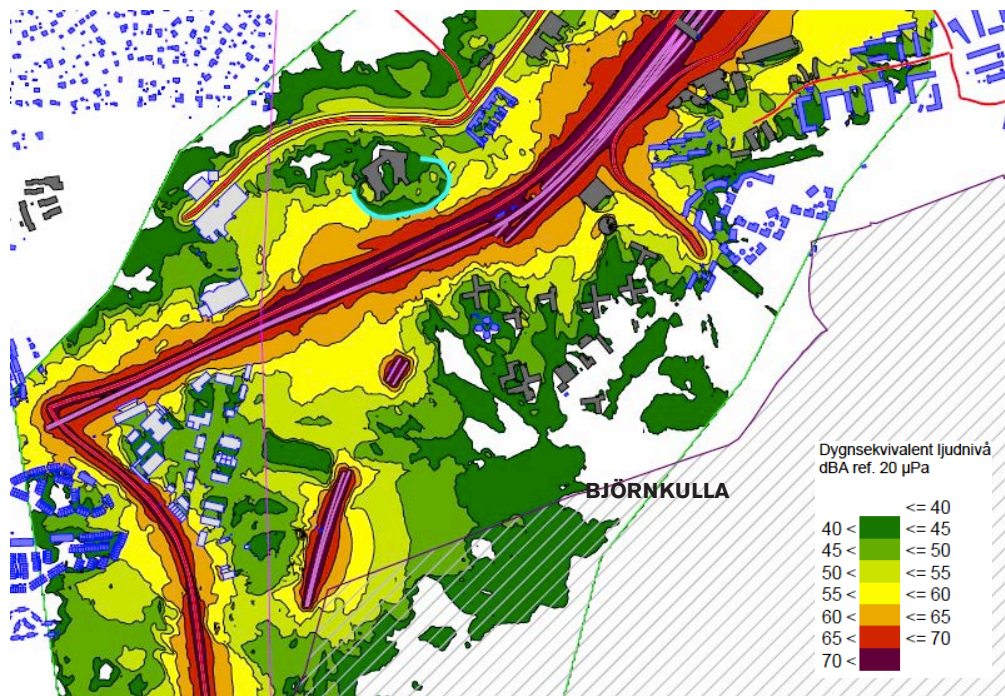 BJÖRNKULLA
Dygnsekvivalent ljudnivå
dBA ref. 20 µPa
<= 40
40 < <= 45
45 < <= 50
50 < <= 55
55 < <= 60
60 < <= 65
65 < <= 70
70 <